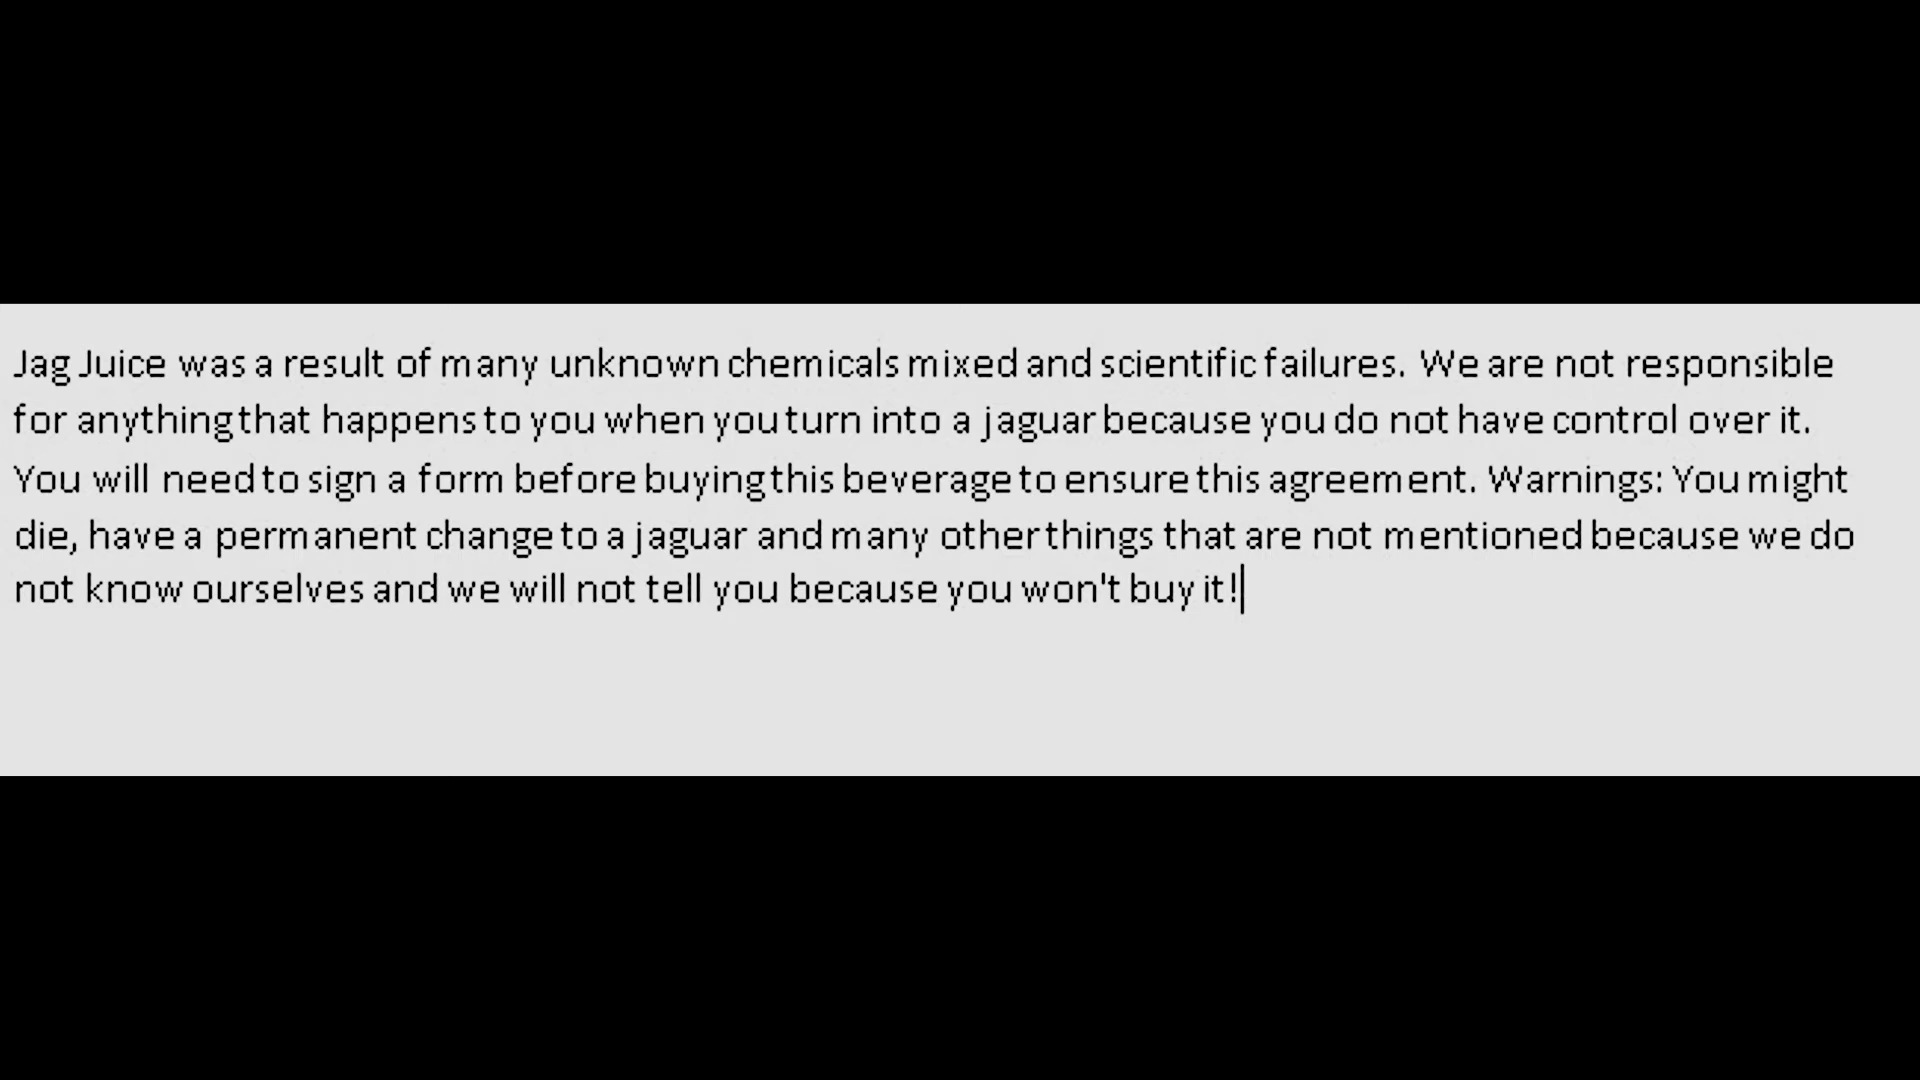 Jag Juice was a result of many unknown chemicals mixed and scientific failures. We are not responsible
for anything that happens to you when you turn into a jaguar because you do not have control over it.
You will need to sign a form before buying this beverage to ensure this agreement. Warnings: You might
die, have a permanent change to a jaguar and many other things that are not mentioned because we do
not know ourselves and we will not tell you because you won't buy it!